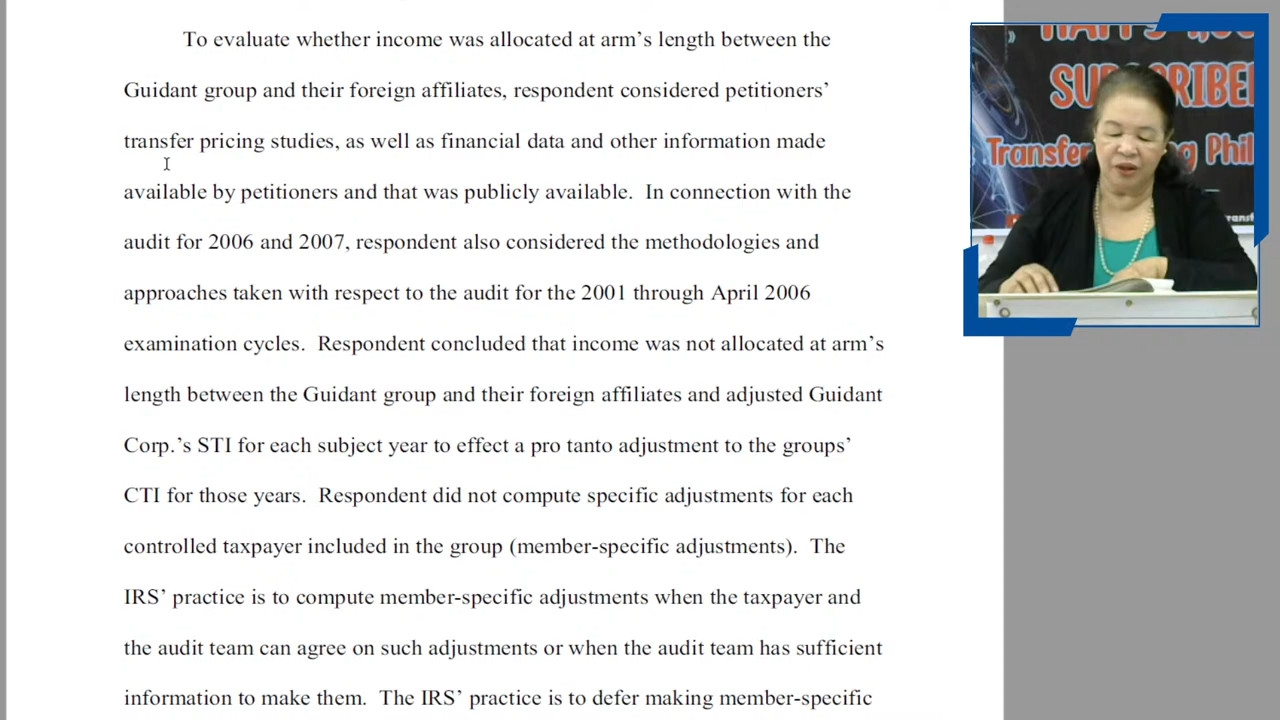 To evaluate whether income was allocated at arm’s length between the
Guidant group and their foreign affiliates, respondent considered petitioners’
transfer pricing studies, as well as financial data and other information made
available by petitioners and that was publicly available.  In connection with the
audit for 2006 and 2007, respondent also considered the methodologies and
approaches taken with respect to the audit for the 2001 through April 2006
examination cycles.  Respondent concluded that income was not allocated at arm’s
length between the Guidant group and their foreign affiliates and adjusted Guidant
Corp.’s STI for each subject year to effect a pro tanto adjustment to the groups’
CTI for those years.  Respondent did not compute specific adjustments for each
controlled taxpayer included in the group (member-specific adjustments).  The
IRS’ practice is to compute member-specific adjustments when the taxpayer and
the audit team can agree on such adjustments or when the audit team has sufficient
information to make them.  The IRS’ practice is to defer making member-specific
Transfer
Phil